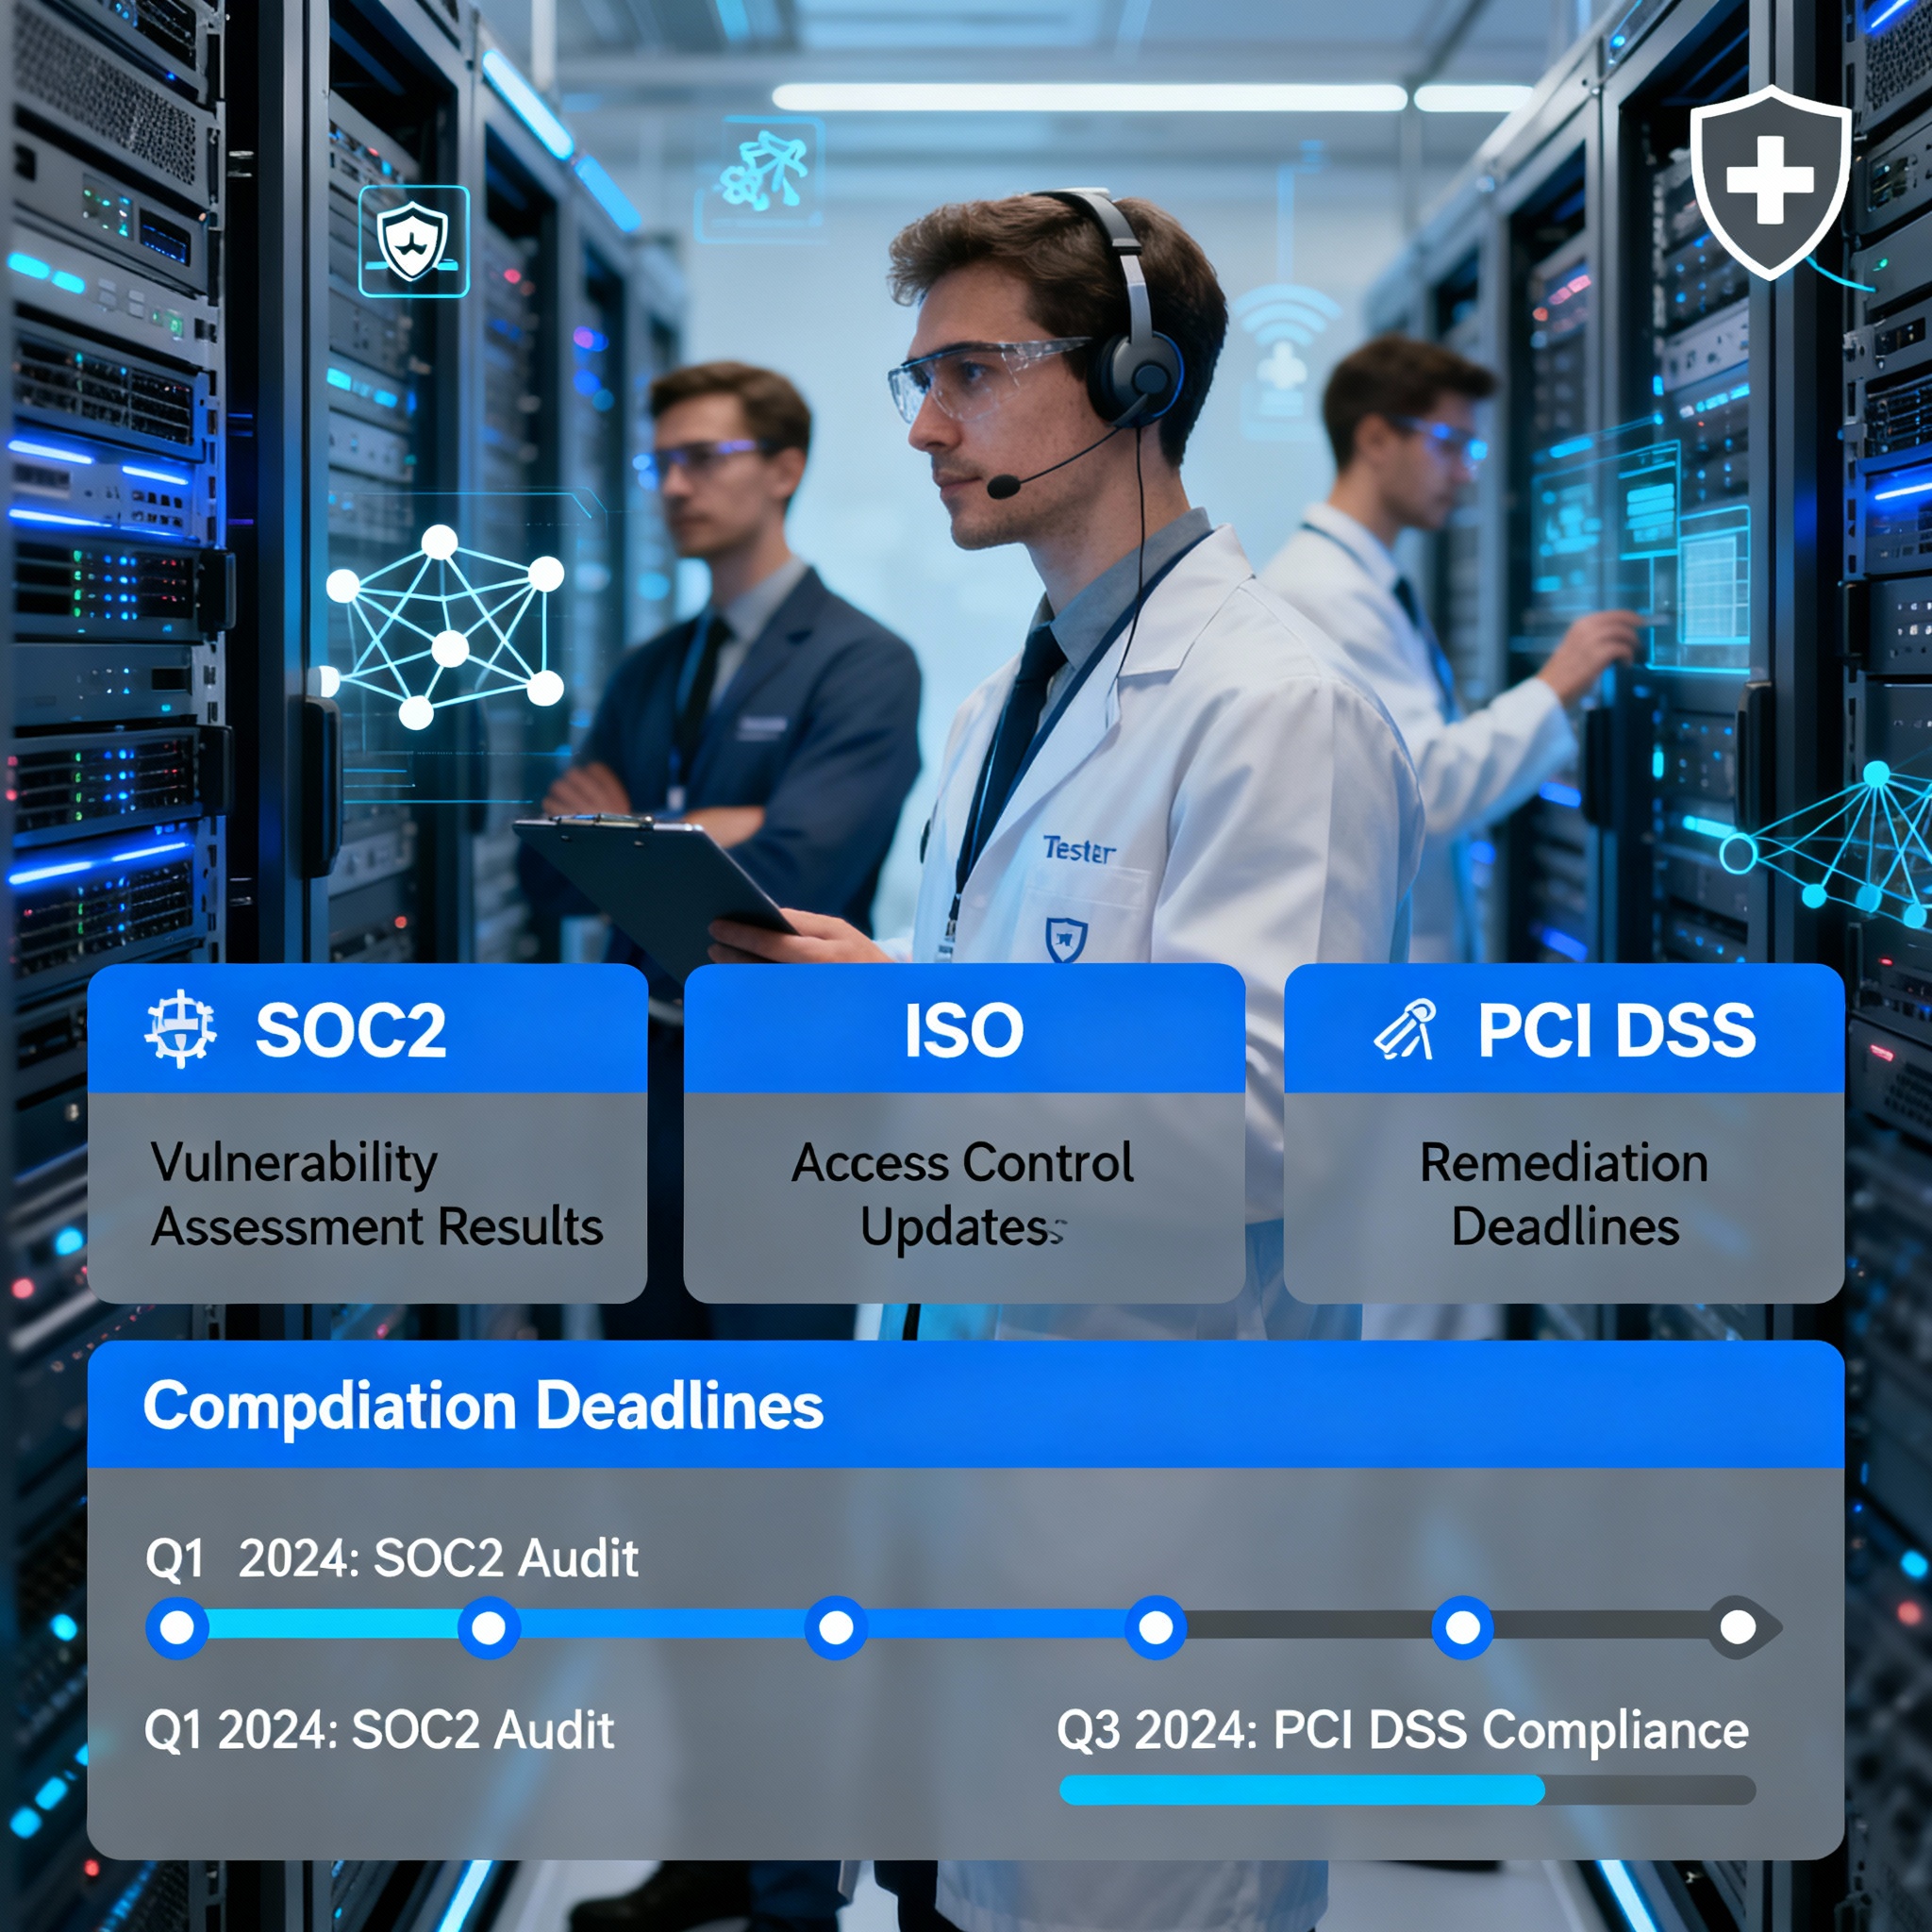 Tester
SOC2
ISO
PCI DSS
Vulnerability
Assessment Results
Access Control
Updates
Remediation
Deadlines
Compdiation Deadlines
Q1 2024: SOC2 Audit
Q1 2024: SOC2 Audit
Q3 2024: PCI DSS Compliance